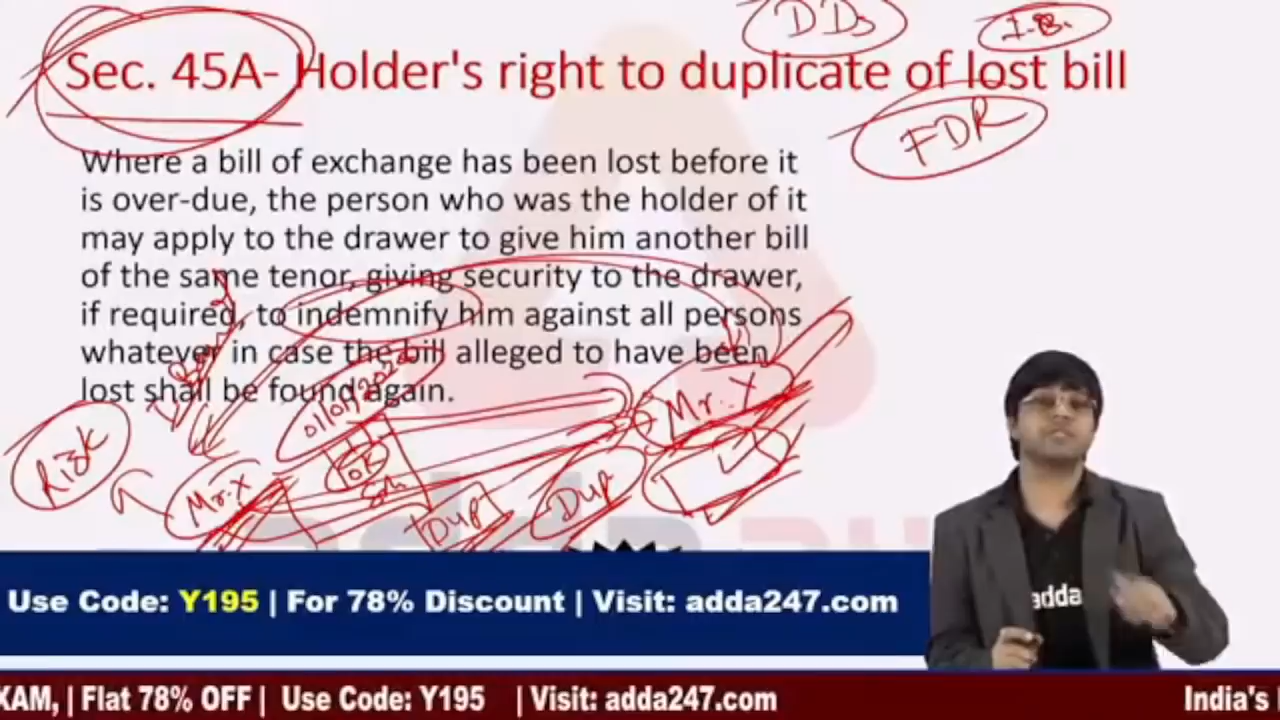 DDs
I.B.
Sec. 45A- Holder's right to duplicate of lost bill
FDR
Where a bill of exchange has been lost before it
is over-due, the person who was the holder of it
may apply to the drawer to give him another bill
of the same tenor, giving security to the drawer,
if required, to indemnify him against all persons
whatever in case the bill alleged to have been
lost shall be found again.
Risk
Mr. X
Mr. X
Dup
Dup
adda
Use Code: Y195 | For 78% Discount | Visit: adda247.com
XAM, | Flat 78% OFF | Use Code: Y195 | Visit: adda247.com
India's